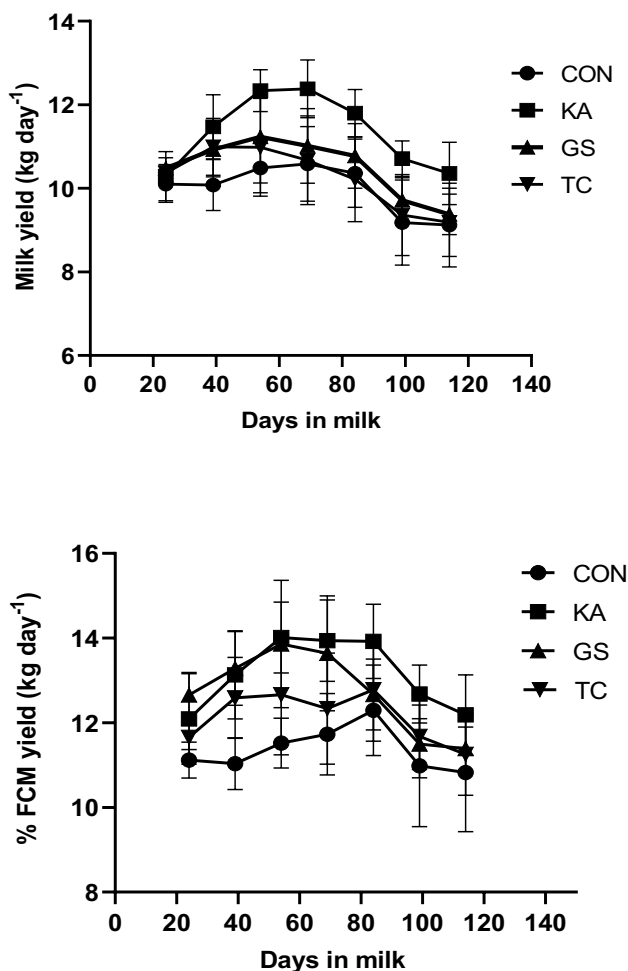 14
12
10
8
6
Milk yield (kg day⁻¹)
0 20 40 60 80 100 120 140
Days in milk
CON
KA
GS
TC
16
14
12
10
8
% FCM yield (kg day⁻¹)
0 20 40 60 80 100 120 140
Days in milk
CON
KA
GS
TC